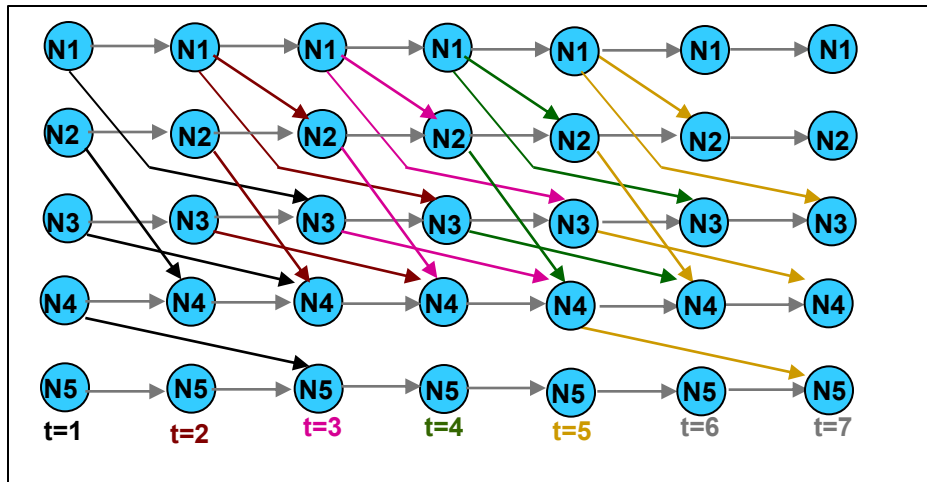 N1 N1 N1 N1 N1 N1 N1
N2 N2 N2 N2 N2 N2 N2
N3 N3 N3 N3 N3 N3 N3
N4 N4 N4 N4 N4 N4 N4
N5 N5 N5 N5 N5 N5 N5
t=1 t=2 t=3 t=4 t=5 t=6 t=7